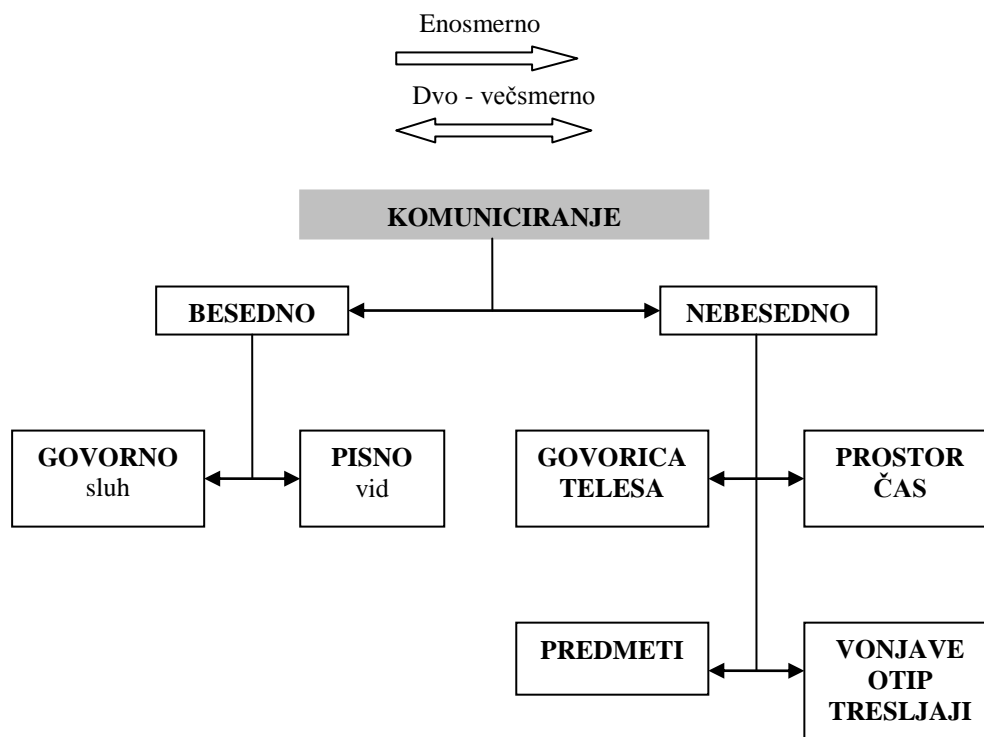 Enosmerno
Dvo - večsmerno
KOMUNICIRANJE
BESEDNO
NEBESEDNO
GOVORNO
sluh
PISNO
vid
GOVORICA
TELESA
PROSTOR
ČAS
PREDMETI
VONJAVE
OTIP
TRESLJAJI